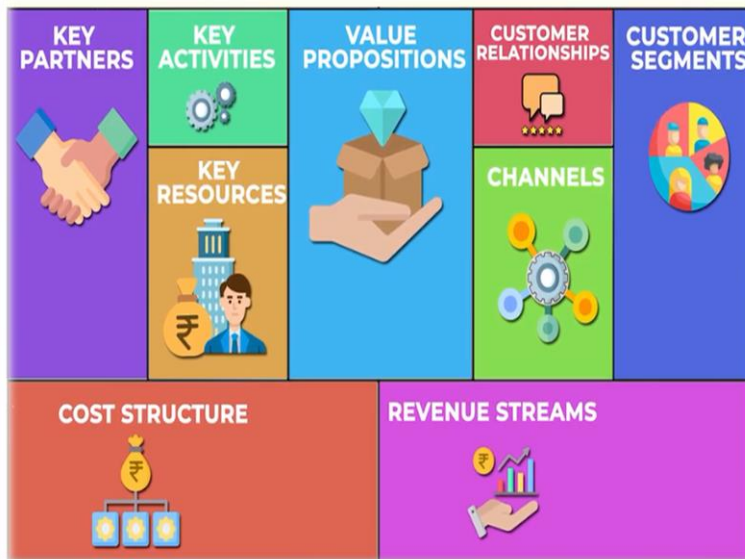 KEY
PARTNERS
KEY
ACTIVITIES
KEY
RESOURCES
₹
VALUE
PROPOSITIONS
CUSTOMER
RELATIONSHIPS
CHANNELS
CUSTOMER
SEGMENTS
COST STRUCTURE
₹
REVENUE STREAMS
₹